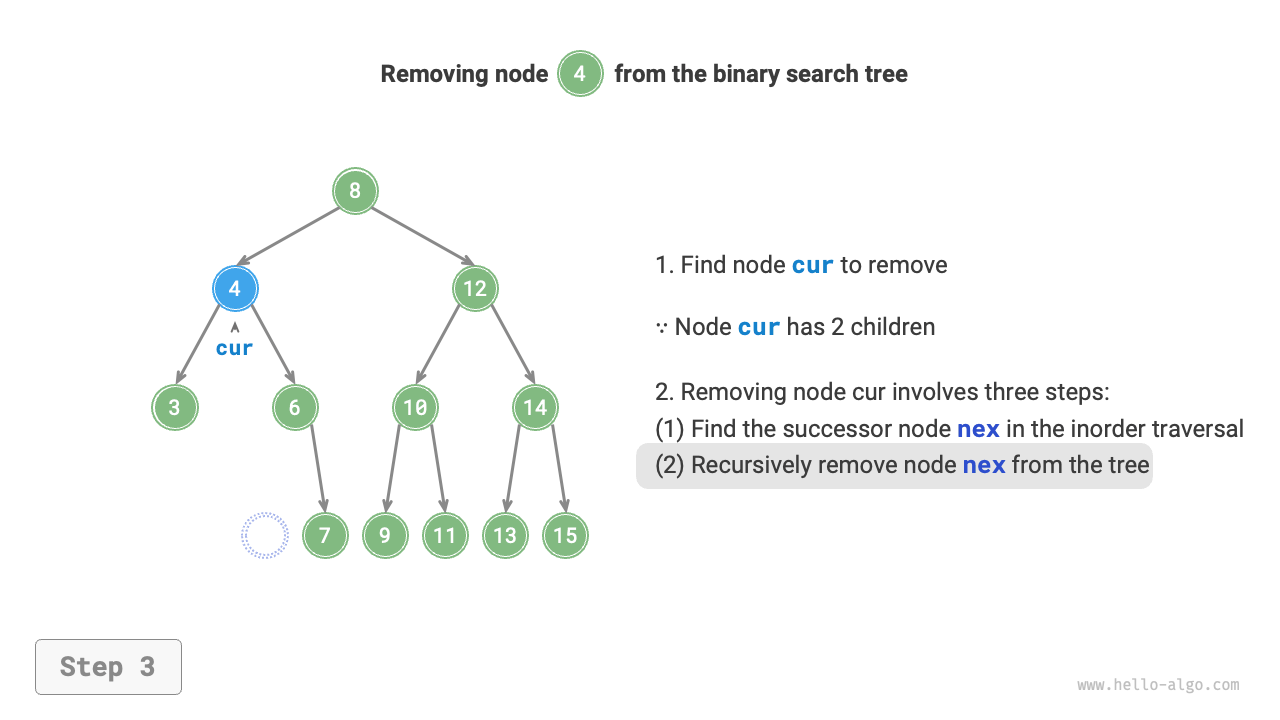 Removing node 4 from the binary search tree
8
4
12
cur
3
6
10
14
7
9
11
13
15
1. Find node cur to remove
∵ Node cur has 2 children
2. Removing node cur involves three steps:
(1) Find the successor node nex in the inorder traversal
(2) Recursively remove node nex from the tree
Step 3
www.hello-algo.com